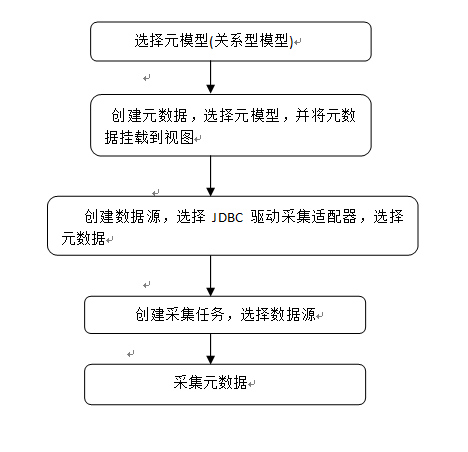 选择元模型(关系型模型)
创建元数据，选择元模型，并将元数
据挂载到视图
创建数据源，选择 JDBC 驱动采集适配器，选择
元数据
创建采集任务，选择数据源
采集元数据